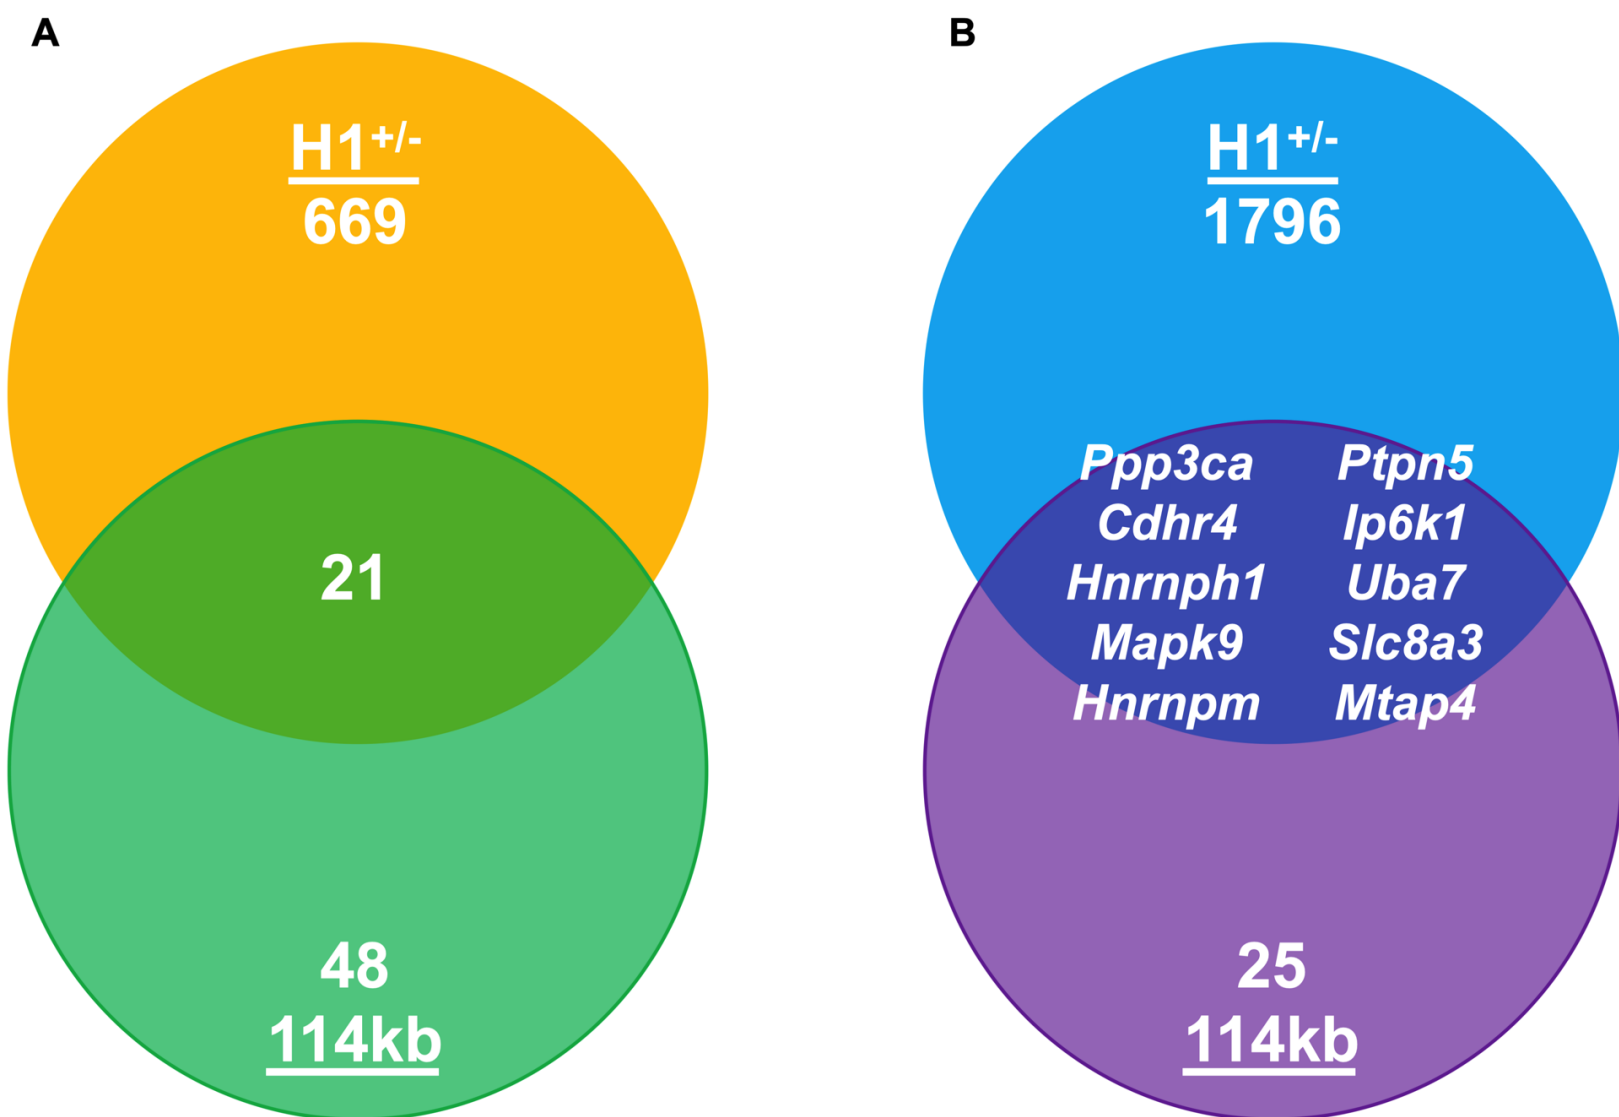 A
H1+/-
669
21
48
114kb
B
H1+/-
1796
Ppp3ca Ptpn5
Cdhr4 Ip6k1
Hnrnph1 Uba7
Mapk9 Slc8a3
Hnrnpm Mtap4
25
114kb